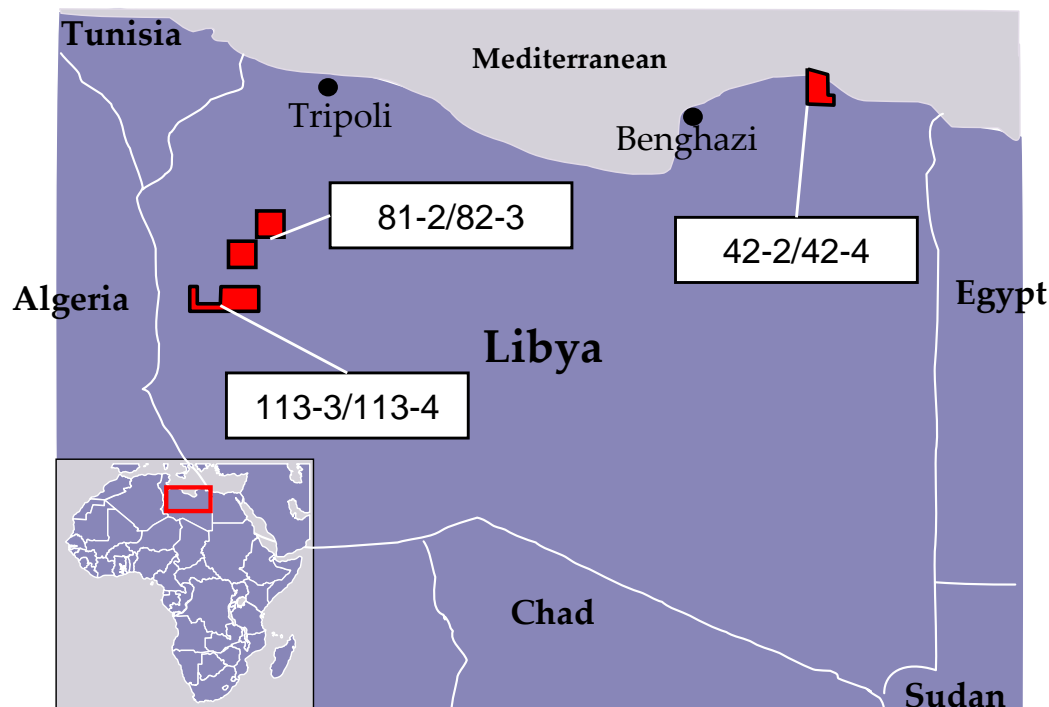 Tunisia
Mediterranean
Tripoli
Benghazi
81-2/82-3
42-2/42-4
Algeria
Egypt
Libya
113-3/113-4
Chad
Sudan